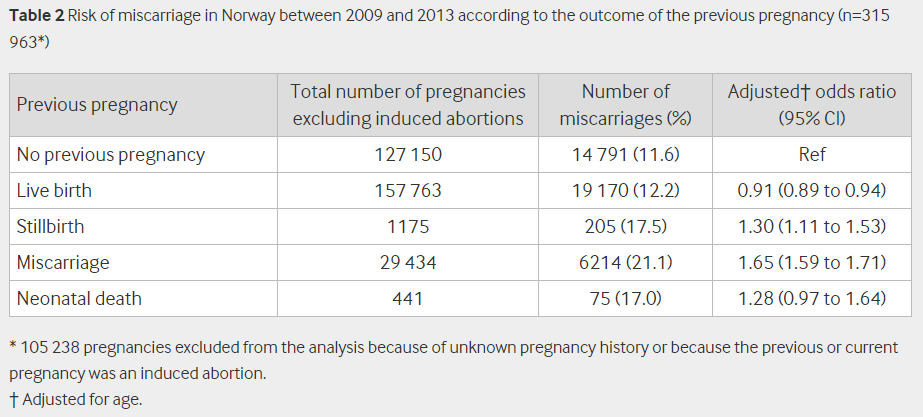 Table 2 Risk of miscarriage in Norway between 2009 and 2013 according to the outcome of the previous pregnancy (n=315
963*)
Previous pregnancy Total number of pregnancies excluding induced abortions Number of miscarriages (%) Adjusted† odds ratio (95% CI)
No previous pregnancy 127 150 14 791 (11.6) Ref
Live birth 157 763 19 170 (12.2) 0.91 (0.89 to 0.94)
Stillbirth 1175 205 (17.5) 1.30 (1.11 to 1.53)
Miscarriage 29 434 6214 (21.1) 1.65 (1.59 to 1.71)
Neonatal death 441 75 (17.0) 1.28 (0.97 to 1.64)
* 105 238 pregnancies excluded from the analysis because of unknown pregnancy history or because the previous or current
pregnancy was an induced abortion.
† Adjusted for age.